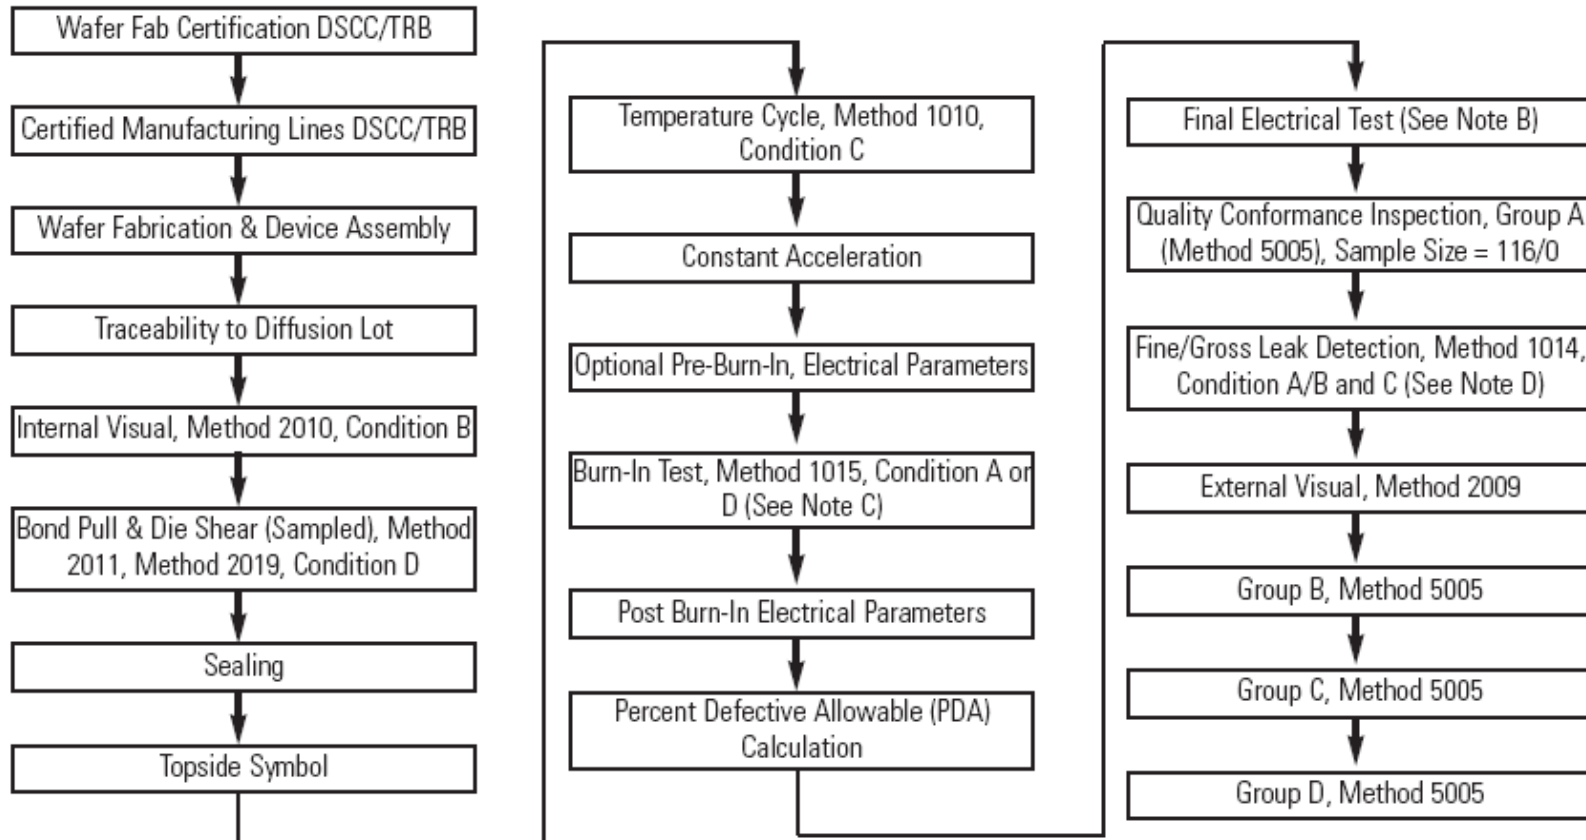 Wafer Fab Certification DSCC/TRB
Certified Manufacturing Lines DSCC/TRB
Wafer Fabrication & Device Assembly
Traceability to Diffusion Lot
Internal Visual, Method 2010, Condition B
Bond Pull & Die Shear (Sampled), Method
2011, Method 2019, Condition D
Sealing
Topside Symbol
Temperature Cycle, Method 1010,
Condition C
Constant Acceleration
Optional Pre-Burn-In, Electrical Parameters
Burn-In Test, Method 1015, Condition A or
D (See Note C)
Post Burn-In Electrical Parameters
Percent Defective Allowable (PDA)
Calculation
Final Electrical Test (See Note B)
Quality Conformance Inspection, Group A
(Method 5005), Sample Size = 116/0
Fine/Gross Leak Detection, Method 1014,
Condition A/B and C (See Note D)
External Visual, Method 2009
Group B, Method 5005
Group C, Method 5005
Group D, Method 5005